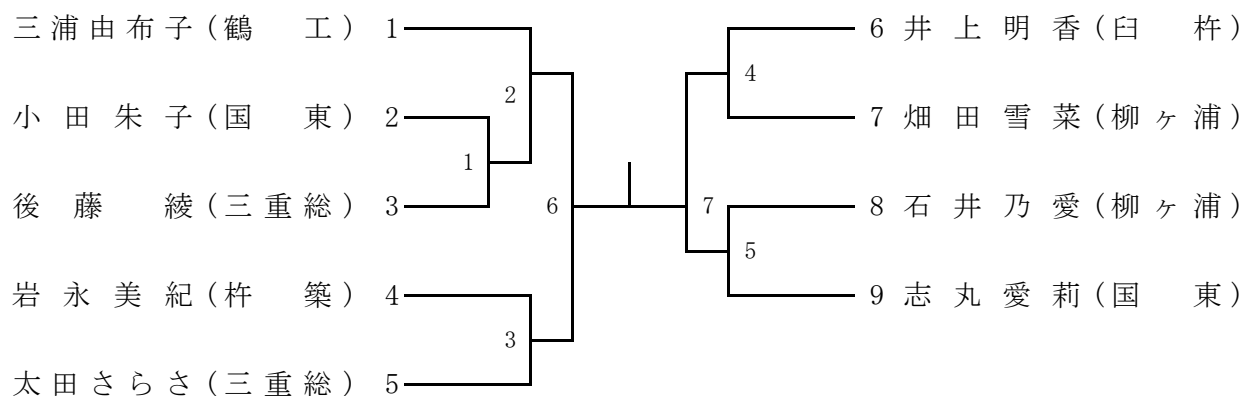 三浦由布子(鶴 工) 1
2
小田朱子(国 東) 2
1
後藤 綾(三重総) 3
6
岩永美紀(杵 築) 4
3
太田さらさ(三重総) 5
6 井上明香(臼 杵)
4
7 畑田雪菜(柳ヶ浦)
7
8 石井乃愛(柳ヶ浦)
5
9 志丸愛莉(国 東)